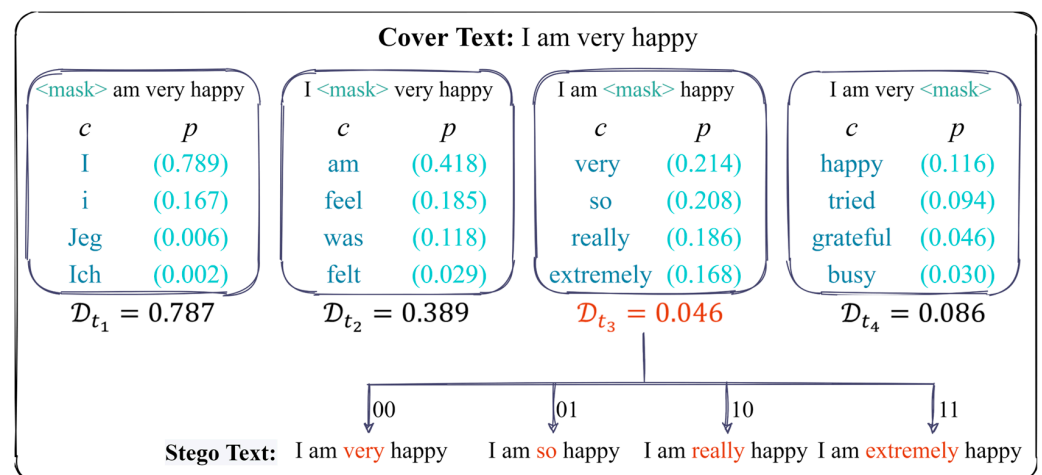 Cover Text: I am very happy
<mask> am very happy
c p
I (0.789)
i (0.167)
Jeg (0.006)
Ich (0.002)
𝒟t₁ = 0.787
I <mask> very happy
c p
am (0.418)
feel (0.185)
was (0.118)
felt (0.029)
𝒟t₂ = 0.389
I am <mask> happy
c p
very (0.214)
so (0.208)
really (0.186)
extremely (0.168)
𝒟t₃ = 0.046
I am very <mask>
c p
happy (0.116)
tried (0.094)
grateful (0.046)
busy (0.030)
𝒟t₄ = 0.086
00 01 10 11
Stego Text: I am very happy I am so happy I am really happy I am extremely happy